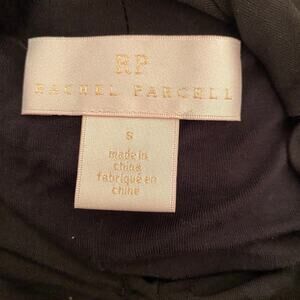 RP
RACHEL PARCELL
S
made in
china
fabriqué en
chine